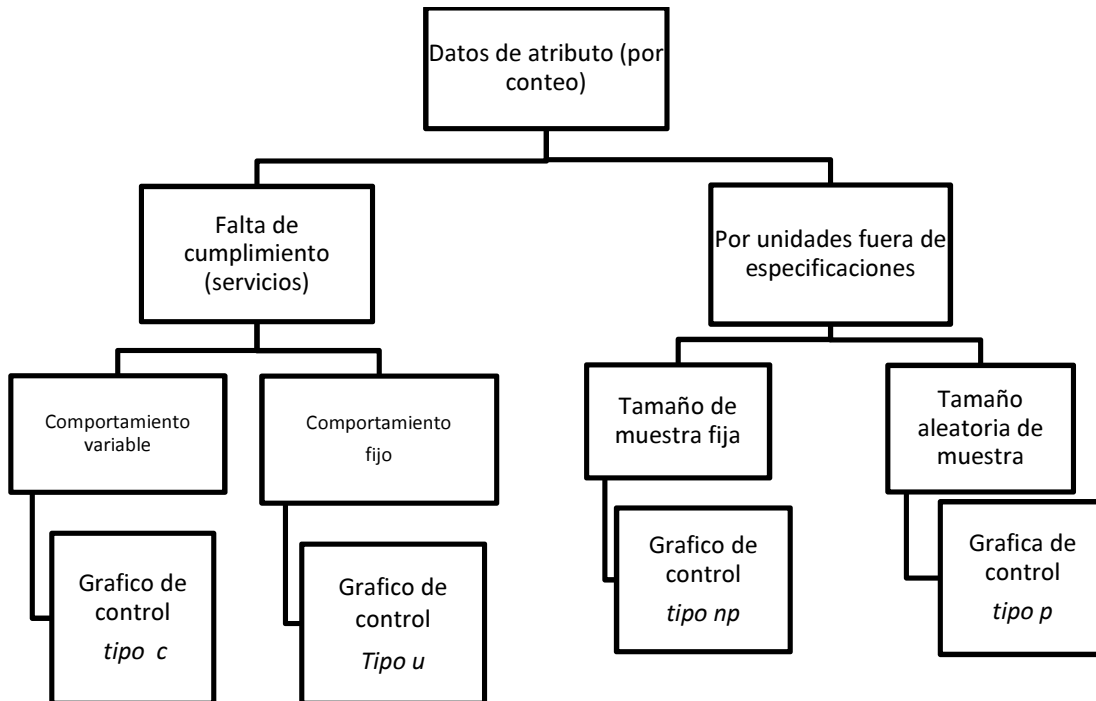 Datos de atributo (por
conteo)
Falta de
cumplimiento
(servicios)
Por unidades fuera de
especificaciones
Comportamiento
variable
Comportamiento
fijo
Tamaño de
muestra fija
Tamaño
aleatoria de
muestra
Grafico de
control
tipo c
Grafico de
control
Tipo u
Grafico de
control
tipo np
Grafica de
control
tipo p